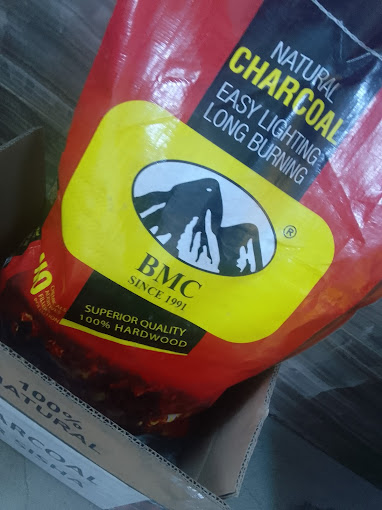 NATURAL
CHARCOAL
EASY LIGHTING
LONG BURNING
®
BMC
SINCE 1991
SUPERIOR QUALITY
100% HARDWOOD
100%
NATURAL